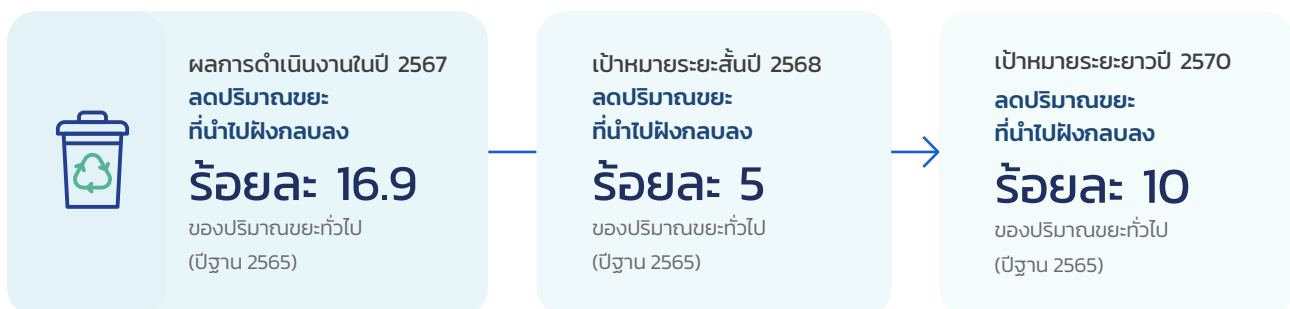 ผลการดำเนินงานในปี 2567
ลดปริมาณขยะ
ที่นำไปฝังกลบลง
ร้อยละ 16.9
ของปริมาณขยะทั่วไป
(ปีฐาน 2565)
เป้าหมายระยะสั้นปี 2568
ลดปริมาณขยะ
ที่นำไปฝังกลบลง
ร้อยละ 5
ของปริมาณขยะทั่วไป
(ปีฐาน 2565)
เป้าหมายระยะยาวปี 2570
ลดปริมาณขยะ
ที่นำไปฝังกลบลง
ร้อยละ 10
ของปริมาณขยะทั่วไป
(ปีฐาน 2565)